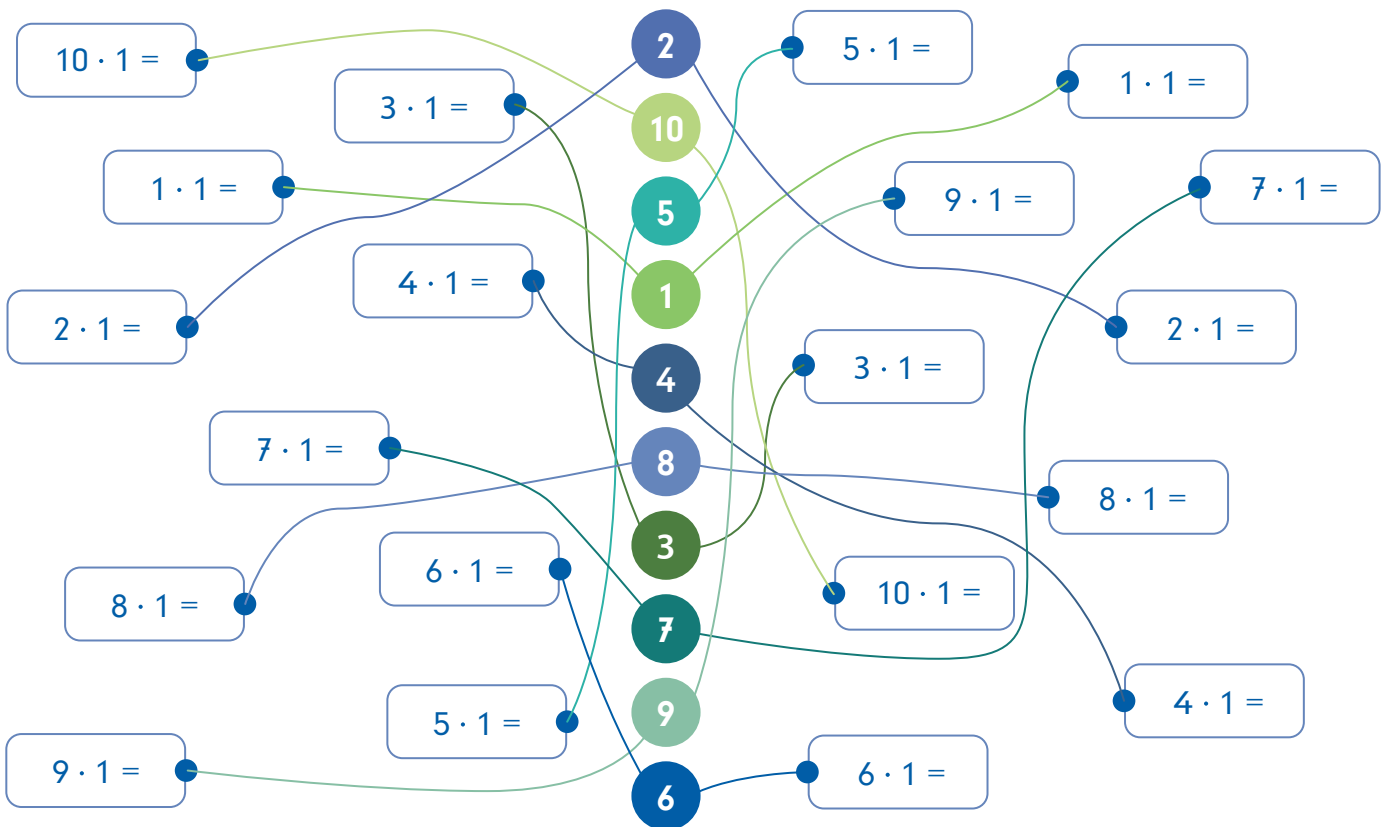 10 · 1 =
3 · 1 =
1 · 1 =
4 · 1 =
2 · 1 =
7 · 1 =
6 · 1 =
8 · 1 =
5 · 1 =
9 · 1 =
2
10
5
1
4
8
3
7
9
6
5 · 1 =
1 · 1 =
9 · 1 =
7 · 1 =
2 · 1 =
3 · 1 =
8 · 1 =
10 · 1 =
4 · 1 =
6 · 1 =